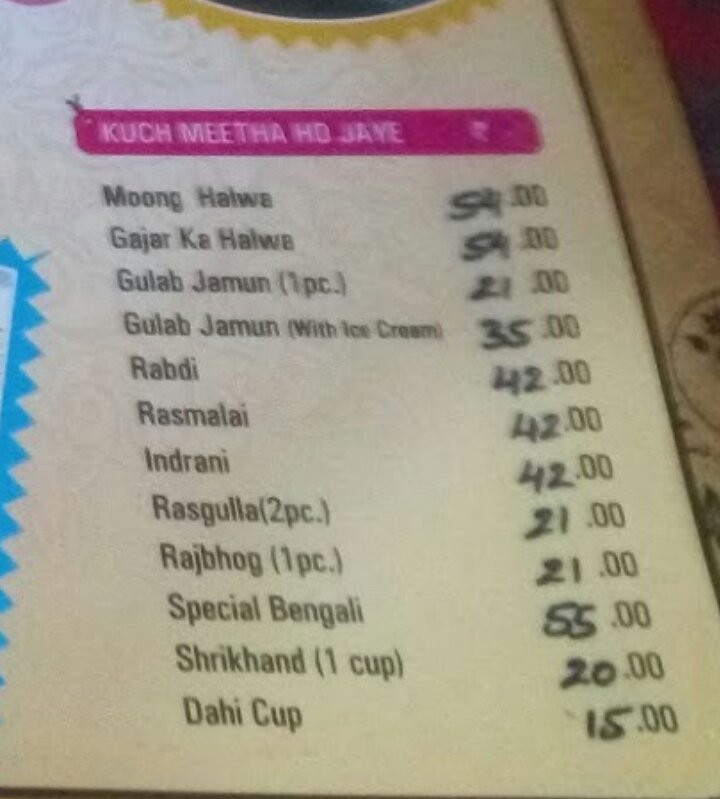 KUCH MEETHA HO JAYE ₹
Moong Halwa 54.00
Gajar Ka Halwa 54.00
Gulab Jamun (1pc.) 21.00
Gulab Jamun (With Ice Cream) 35.00
Rabdi 42.00
Rasmalai 42.00
Indrani 42.00
Rasgulla(2pc.) 21.00
Rajbhog (1pc.) 21.00
Special Bengali 55.00
Shrikhand (1 cup) 20.00
Dahi Cup 15.00